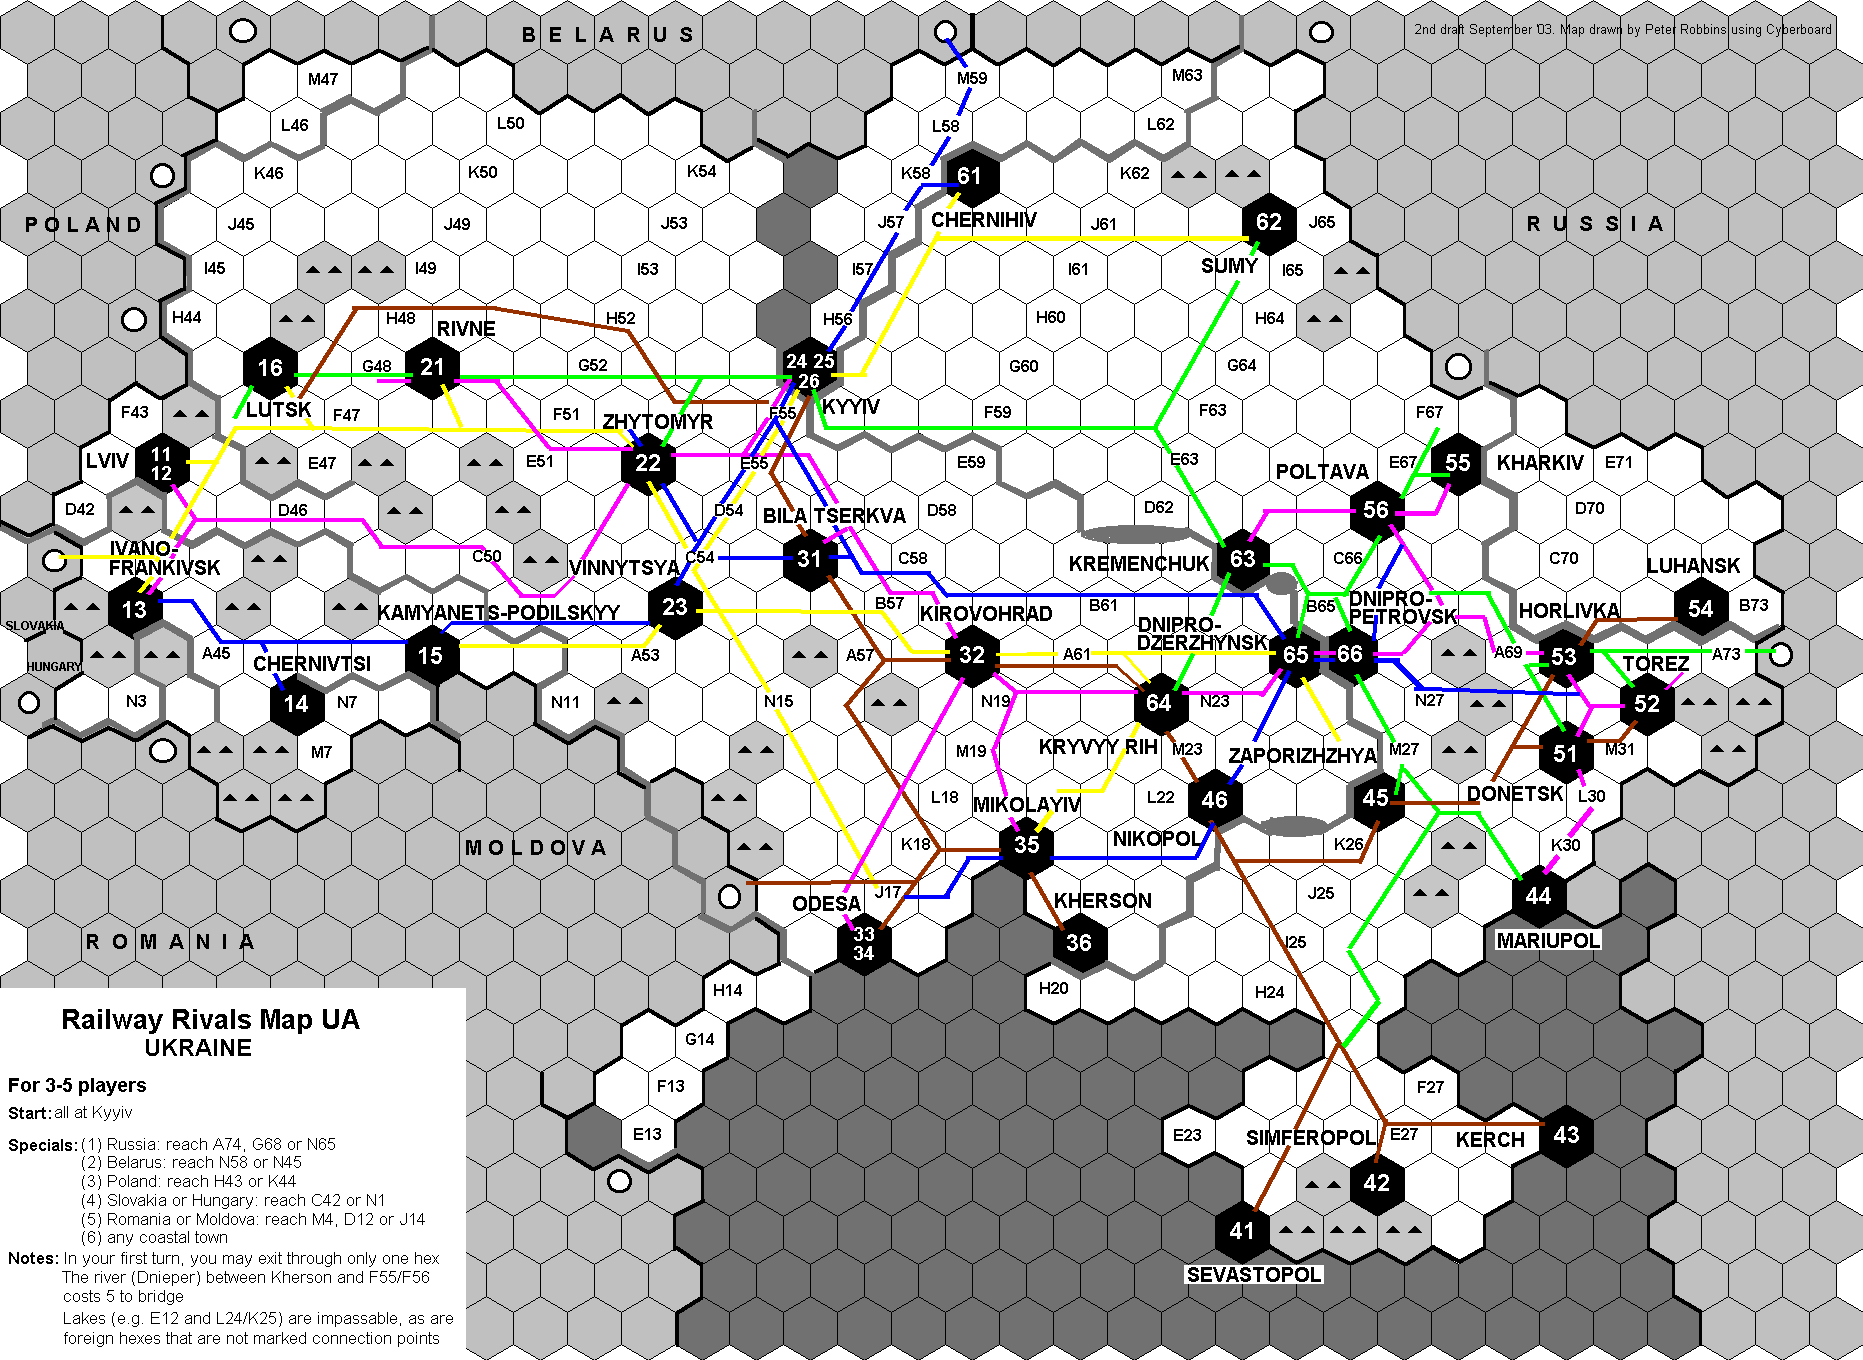 2nd draft September '03. Map drawn by Peter Robbins using Cyberboard
BELARUS
M47
M59
M63
L46
L50
L58
L62
K46
K50
K54
K58
61
K62
POLAND
J45
J49
J53
J57
CHERNIHIV
J61
62
J65
RUSSIA
I45
I49
I53
I57
I61
SUMY
I65
H44
H48
RIVNE
H52
H56
H60
H64
16
G48
21
G52
24 25
26
G60
G64
F43
LUTSK
F47
F51
ZHYTOMYR
F55
KYYIV
F59
F63
F67
LVIV
11
12
E47
E51
22
E55
E59
E63
POLTAVA
E67
55
KHARKIV
E71
D42
D46
D54
BILA TSERKVA
D58
D62
56
D70
IVANO-
FRANKIVSK
C50
VINNYTSYA
C54
31
C58
KREMENCHUK
63
C66
C70
LUHANSK
13
KAMYANETS-PODILSKYY
23
B57
KIROVOHRAD
B61
B65
DNIPRO-
PETROVSK
HORLIVKA
54
B73
SLOVAKIA
HUNGARY
A45
CHERNIVTSI
15
A53
A57
32
A61
DNIPRO-
DZERZHYNSK
65
66
A69
53
TOREZ
A73
N3
14
N7
N11
N15
N19
64
N23
N27
52
M7
M19
KRYVYY RIH
M23
ZAPORIZHZHYA
M27
51
M31
L18
MIKOLAYIV
L22
46
45
DONETSK
L30
MOLDOVA
K18
35
NIKOPOL
K26
K30
ODESA
J17
KHERSON
J25
44
ROMANIA
33
34
36
I25
MARIUPOL
H14
H20
H24
G14
F13
F27
E13
E23
SIMFEROPOL
E27
KERCH
43
42
41
SEVASTOPOL
Railway Rivals Map UA
UKRAINE
For 3-5 players
Start: all at Kyyiv
Specials: (1) Russia: reach A74, G68 or N65
(2) Belarus: reach N58 or N45
(3) Poland: reach H43 or K44
(4) Slovakia or Hungary: reach C42 or N1
(5) Romania or Moldova: reach M4, D12 or J14
(6) any coastal town
Notes: In your first turn, you may exit through only one hex
The river (Dnieper) between Kherson and F55/F56
costs 5 to bridge
Lakes (e.g. E12 and L24/K25) are impassable, as are
foreign hexes that are not marked connection points